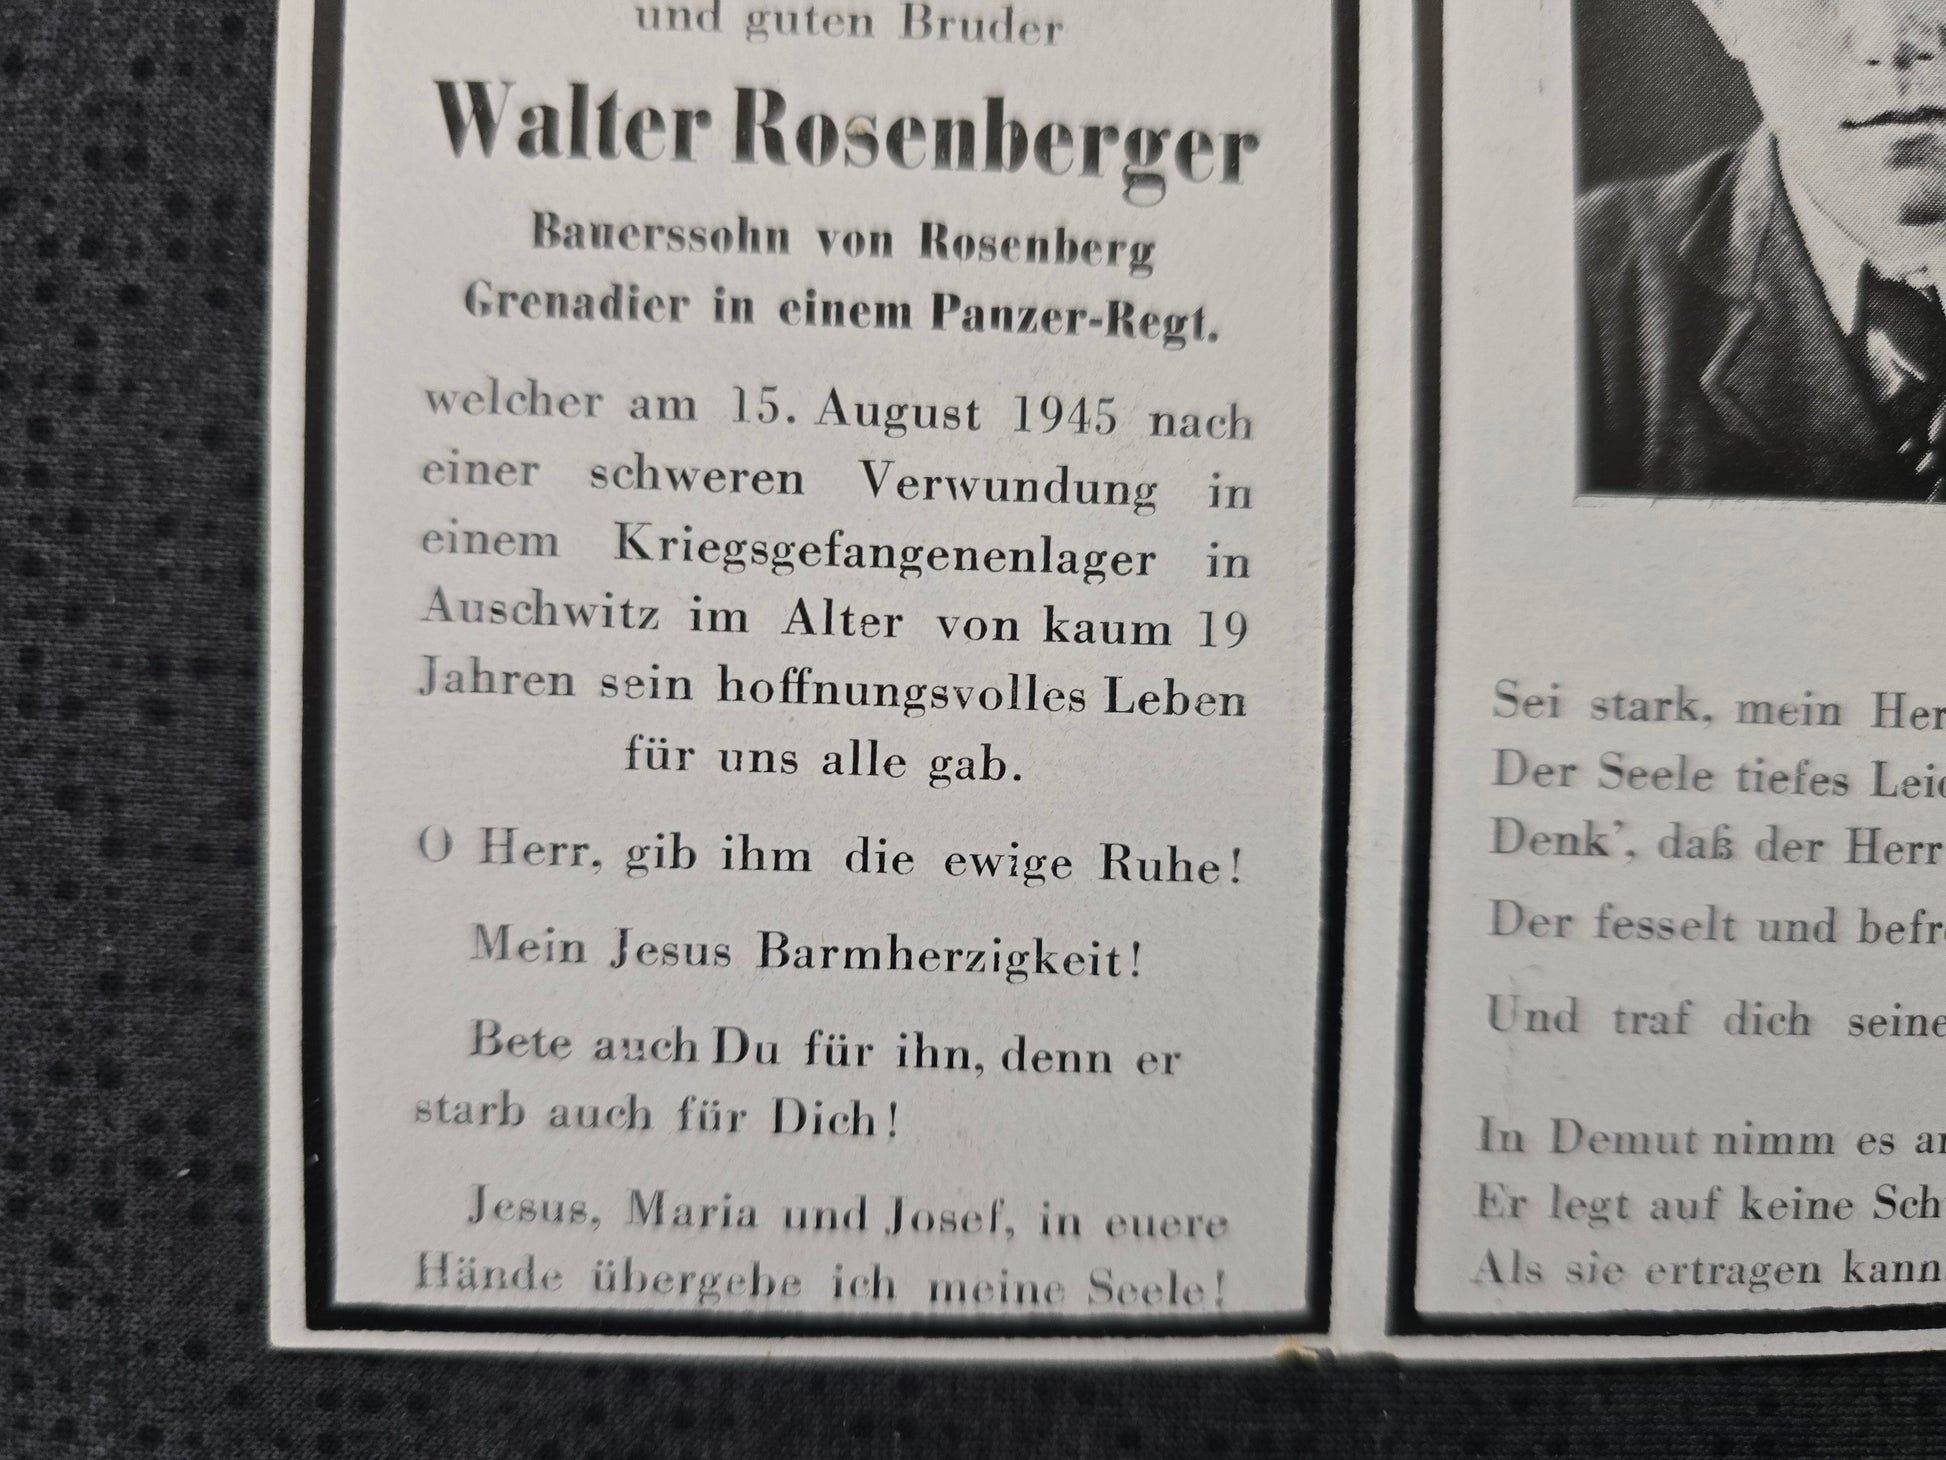 und guten Bruder
Walter Rosenberger
Bauerssohn von Rosenberg
Grenadier in einem Panzer-Regt.
welcher am 15. August 1945 nach
einer schweren Verwundung in
einem Kriegsgefangenenlager in
Auschwitz im Alter von kaum 19
Jahren sein hoffnungsvolles Leben
für uns alle gab.
O Herr, gib ihm die ewige Ruhe!
Mein Jesus Barmherzigkeit!
Bete auch Du für ihn, denn er
starb auch für Dich!
Jesus, Maria und Josef, in euere
Hände übergebe ich meine Seele!
Sei stark, mein
Der Seele tiefes
Denk', daß der Herr
Der fesselt und
Und traf dich
In Demut nimm es
Er legt auf keine
Als sie ertragen kann